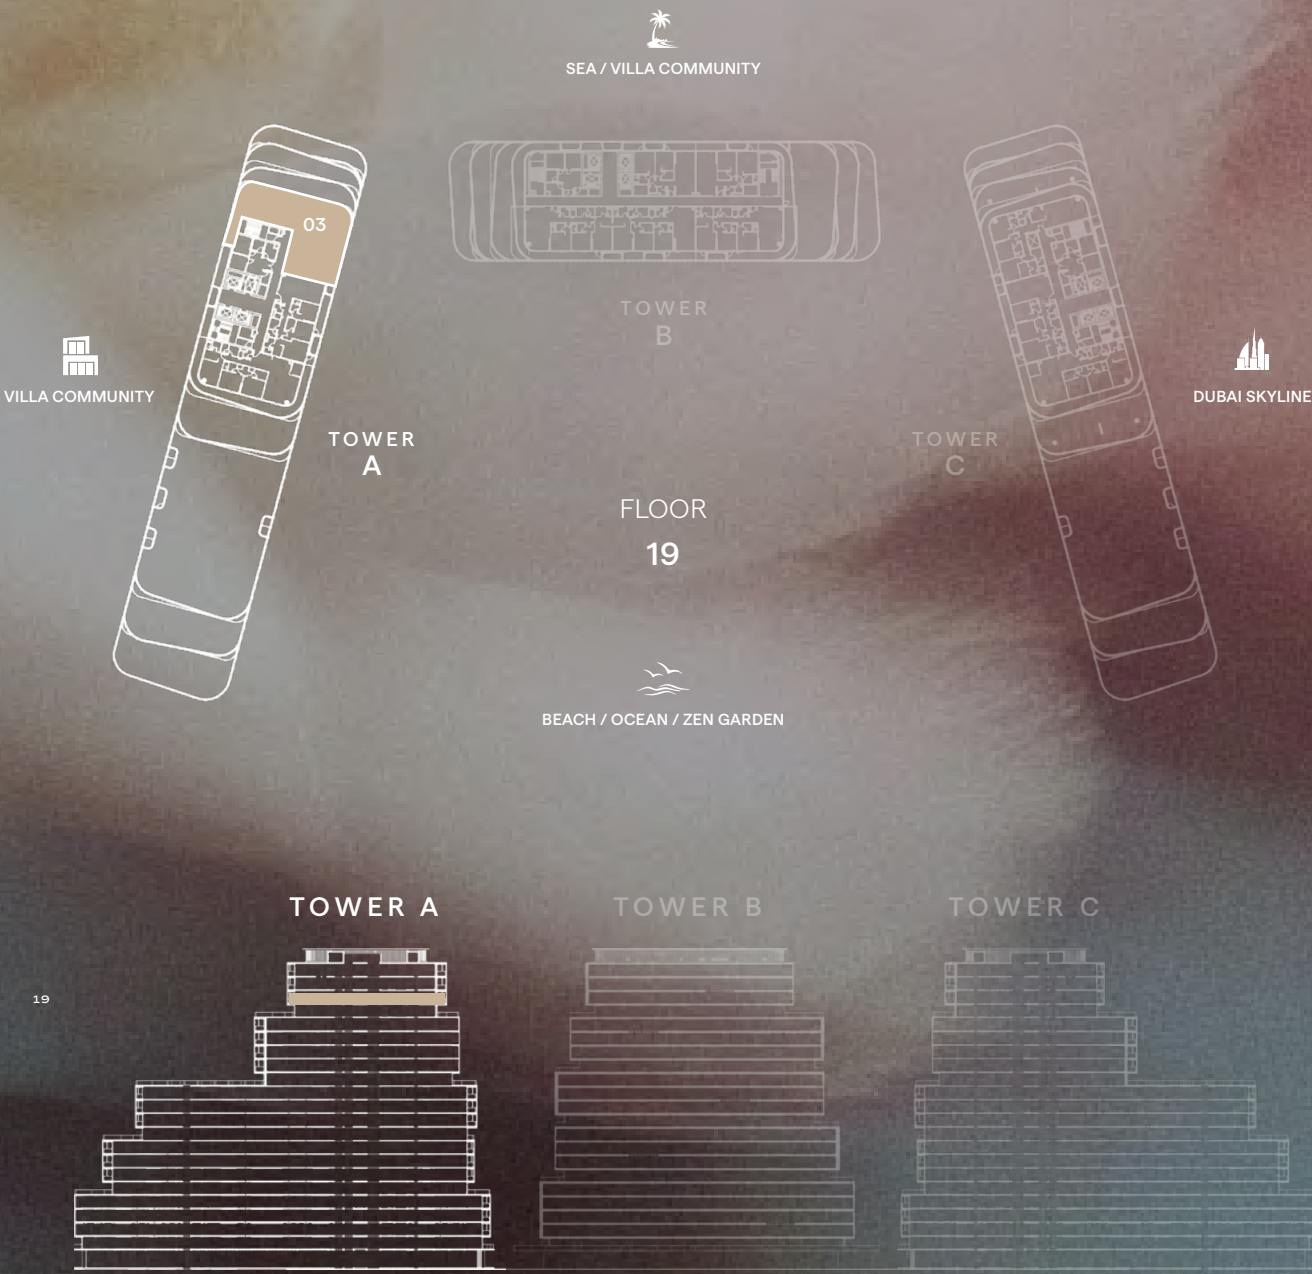 SEA / VILLA COMMUNITY
03
TOWER
B
VILLA COMMUNITY
DUBAI SKYLINE
TOWER
A
TOWER
C
FLOOR
19
BEACH / OCEAN / ZEN GARDEN
TOWER A
TOWER B
TOWER C
19